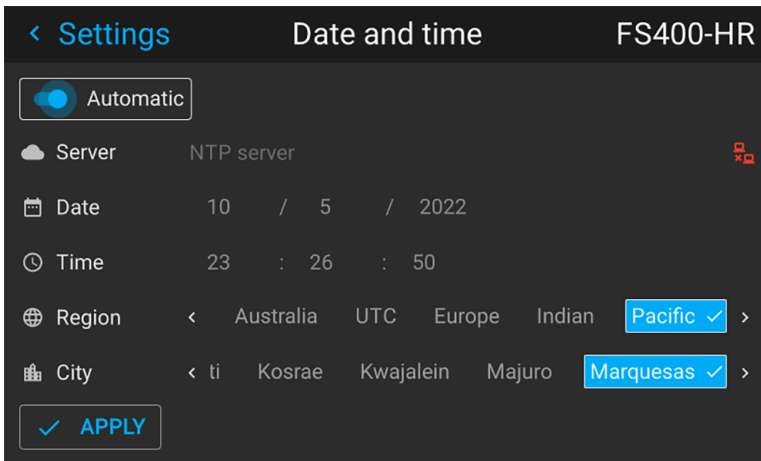 Settings Date and time FS400-HR
Automatic
Server NTP server
Date 10 / 5 / 2022
Time 23 : 26 : 50
Region Australia UTC Europe Indian Pacific
City ti Kosrae Kwajalein Majuro Marquesas
APPLY